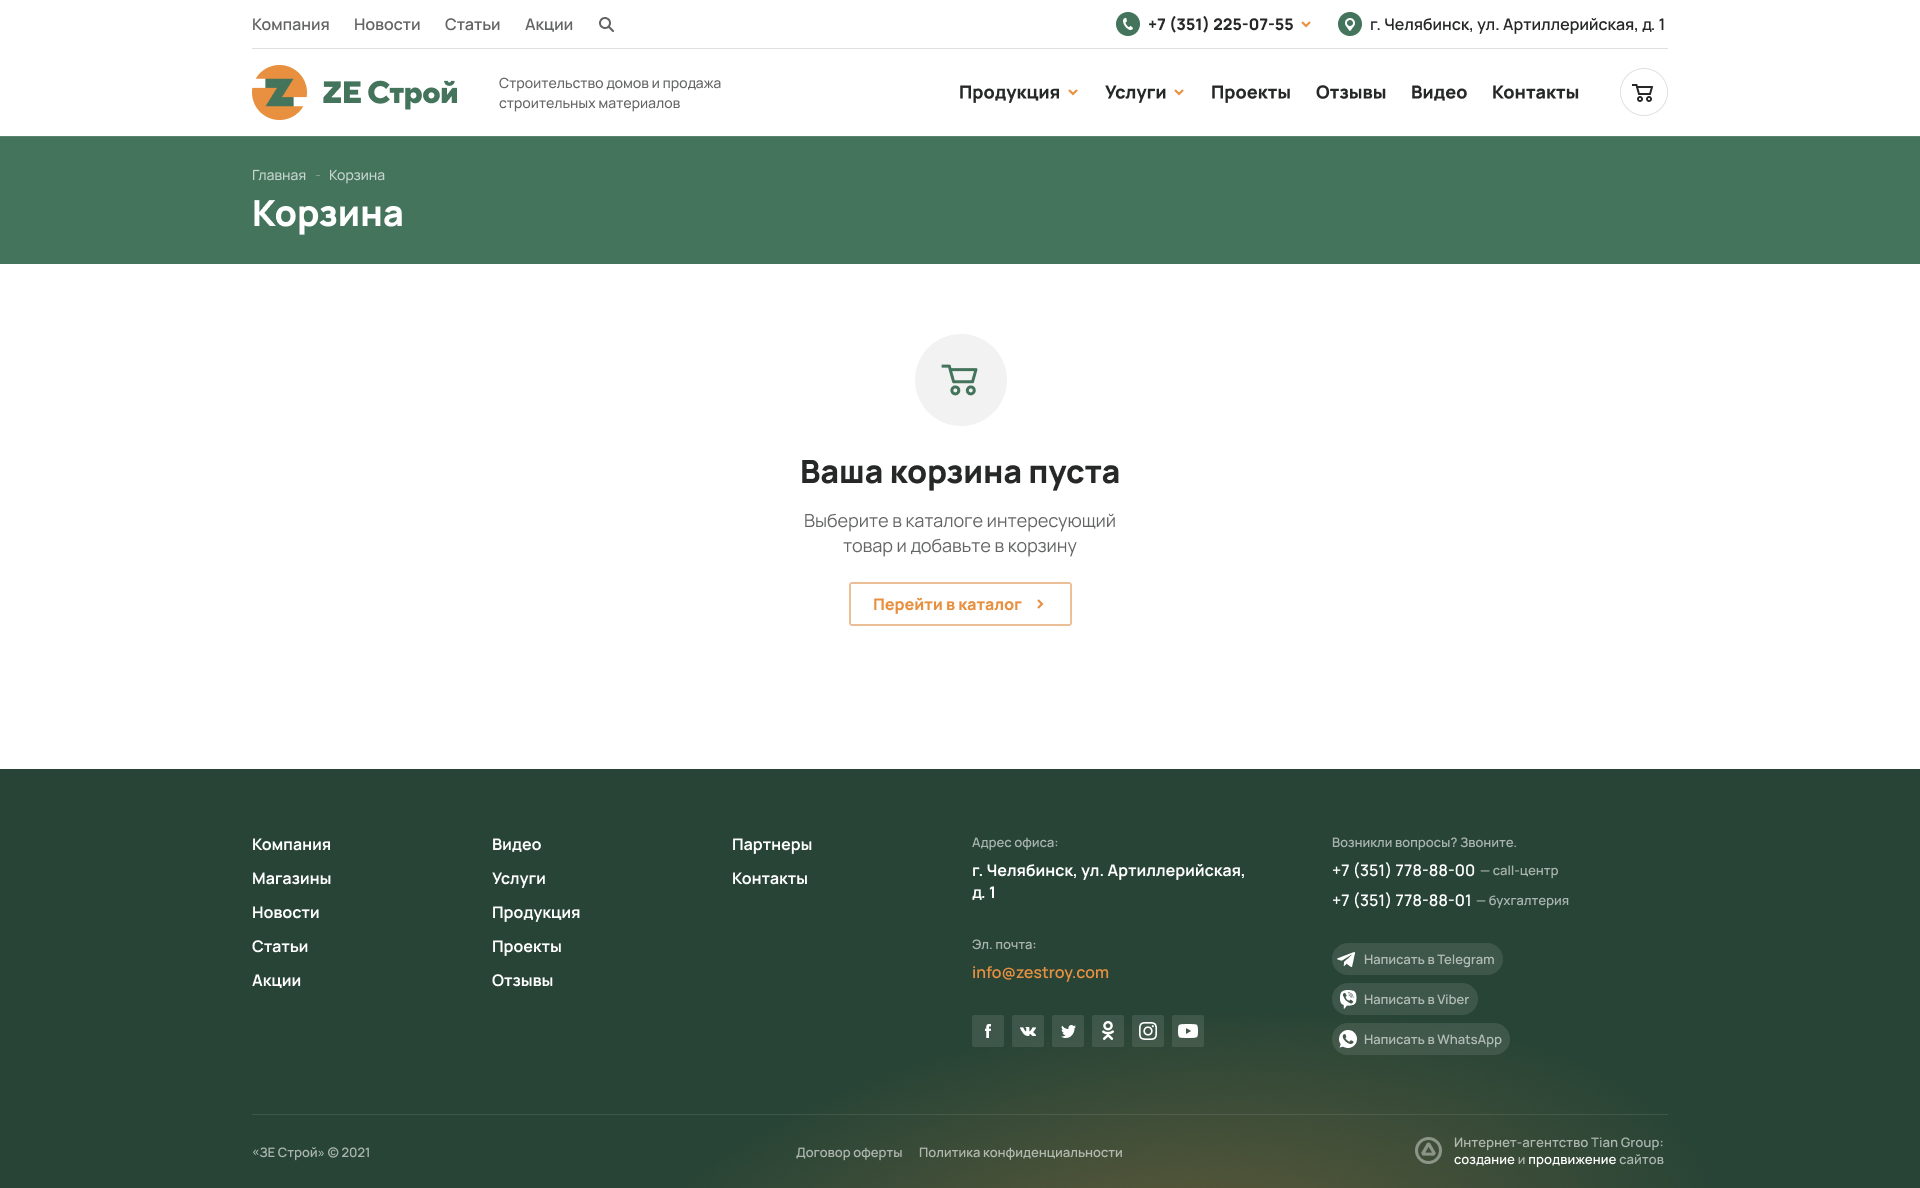 Компания Новости Статьи Акции
+7 (351) 225-07-55
г. Челябинск, ул. Артиллерийская, д. 1
ZE Строй
Строительство домов и продажа
строительных материалов
Продукция Услуги Проекты Отзывы Видео Контакты
Главная - Корзина
Корзина
Ваша корзина пуста
Выберите в каталоге интересующий
товар и добавьте в корзину
Перейти в каталог
Компания
Магазины
Новости
Статьи
Акции
Видео
Услуги
Продукция
Проекты
Отзывы
Партнеры
Контакты
Адрес офиса:
г. Челябинск, ул. Артиллерийская,
д. 1
Эл. почта:
info@zestroy.com
Возникли вопросы? Звоните.
+7 (351) 778-88-00 — call-центр
+7 (351) 778-88-01 — бухгалтерия
Написать в Telegram
Написать в Viber
Написать в WhatsApp
«ЗЕ Строй» © 2021
Договор оферты Политика конфиденциальности
Интернет-агентство Tian Group:
создание и продвижение сайтов